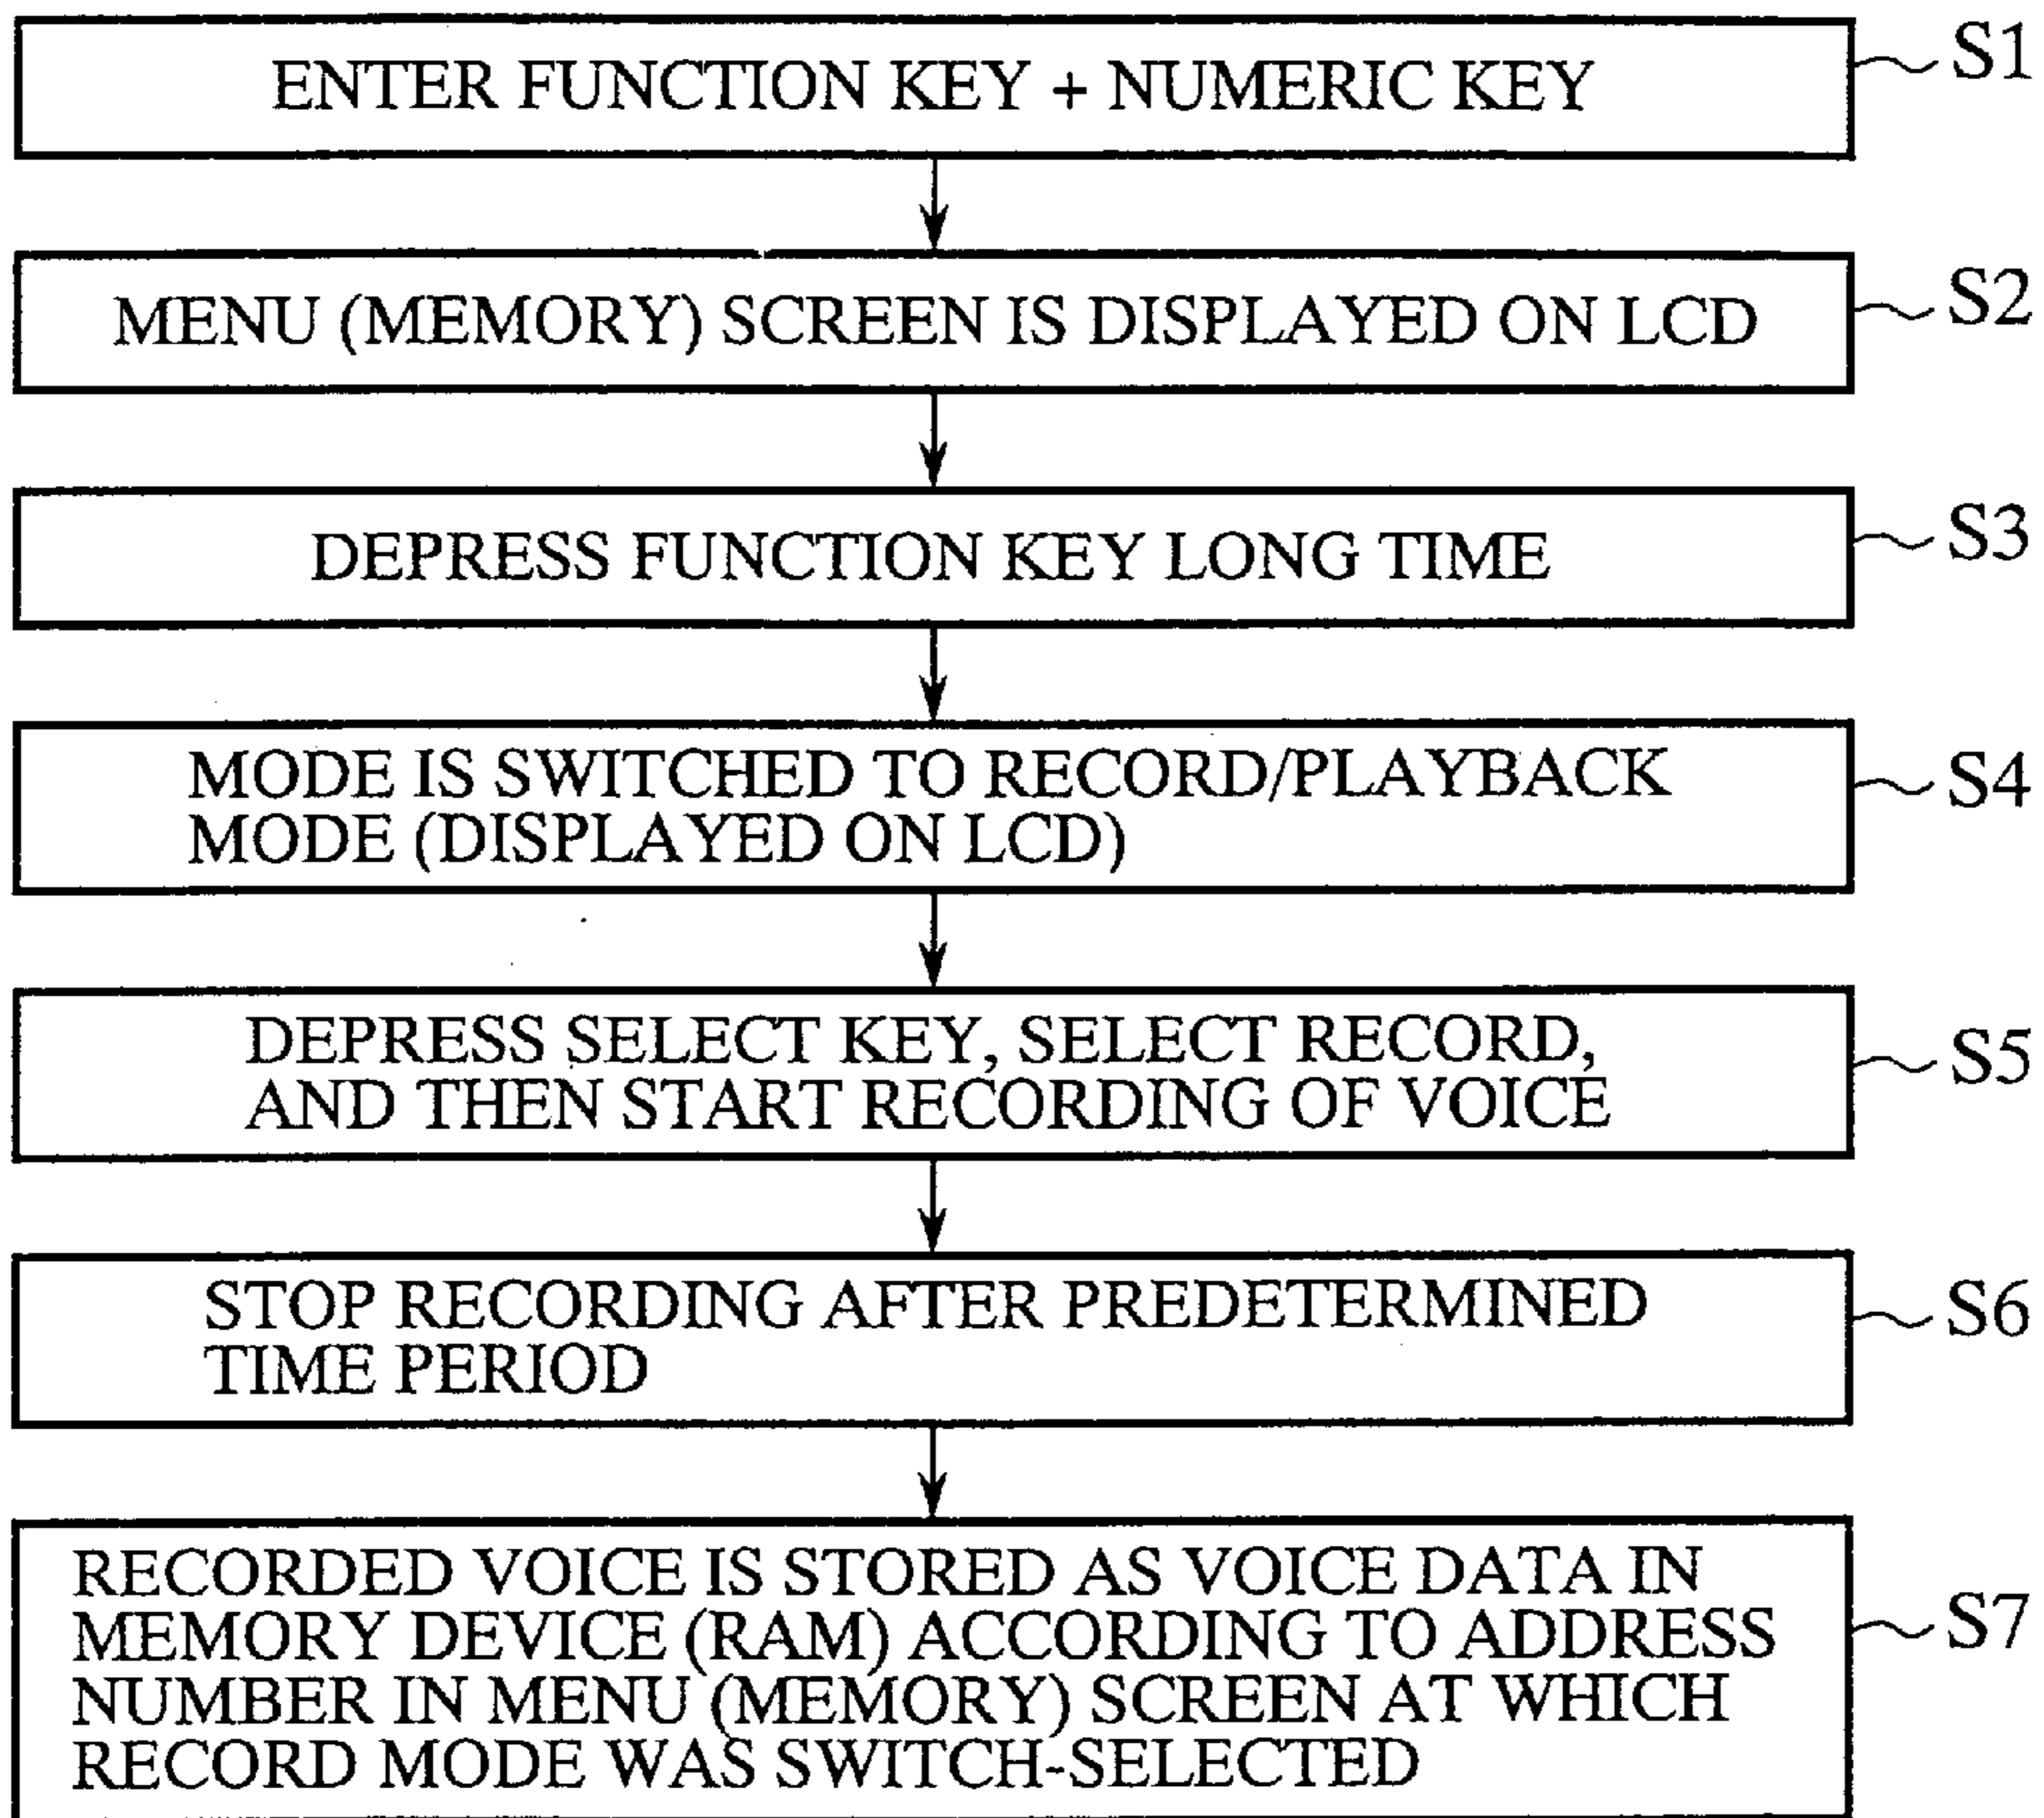 ENTER FUNCTION KEY + NUMERIC KEY
S1
MENU (MEMORY) SCREEN IS DISPLAYED ON LCD
S2
DEPRESS FUNCTION KEY LONG TIME
S3
MODE IS SWITCHED TO RECORD/PLAYBACK
MODE (DISPLAYED ON LCD)
S4
DEPRESS SELECT KEY, SELECT RECORD,
AND THEN START RECORDING OF VOICE
S5
STOP RECORDING AFTER PREDETERMINED
TIME PERIOD
S6
RECORDED VOICE IS STORED AS VOICE DATA IN
MEMORY DEVICE (RAM) ACCORDING TO ADDRESS
NUMBER IN MENU (MEMORY) SCREEN AT WHICH
RECORD MODE WAS SWITCH-SELECTED
S7